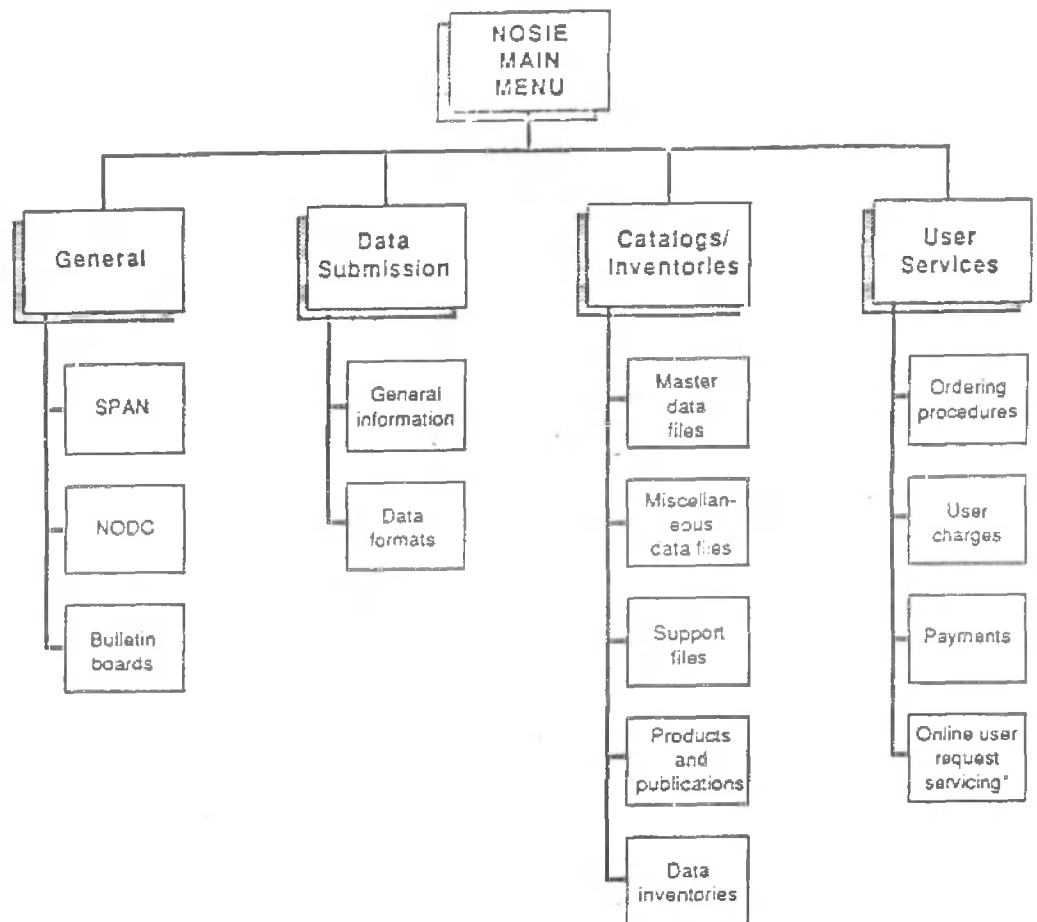 NOSIE
MAIN
MENU
General
SPAN
NODC
Bulletin
boards
Data
Submission
General
information
Data
formats
Catalogs/
Inventories
Master
data
files
Miscellan-
eous
data files
Support
files
Products
and
publications
Data
inventories
User
Services
Ordering
procedures
User
charges
Payments
Online user
request
servicing*